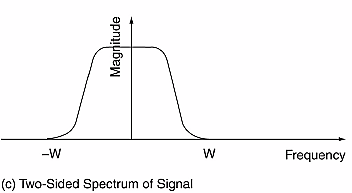 Magnitude
–W
W
Frequency
(c) Two-Sided Spectrum of Signal